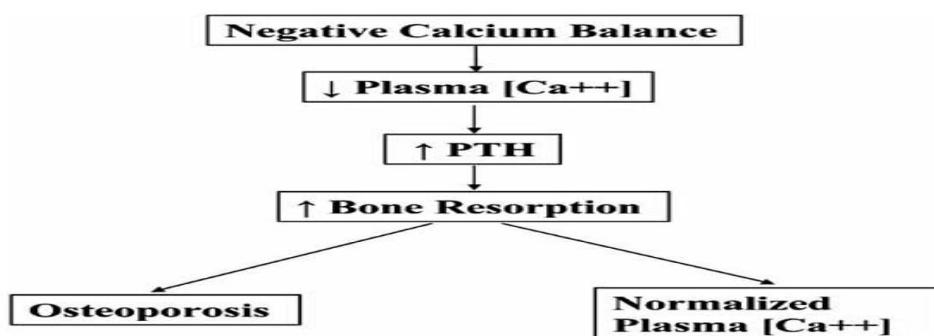 Negative Calcium Balance
↓ Plasma [Ca++]
↑ PTH
↑ Bone Resorption
Osteoporosis
Normalized
Plasma [Ca++]